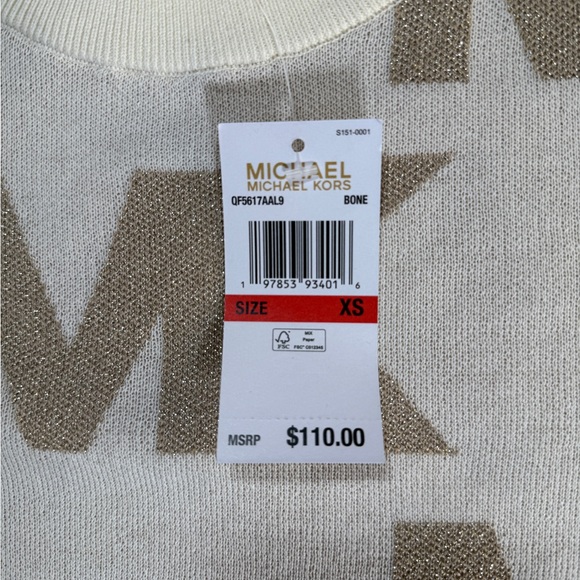 MK
S151-0001
MICHAEL
MICHAEL KORS
QF5617AAL9 BONE
1 97853 93401 6
SIZE XS
FSC
MIX
Paper
MSRP $110.00